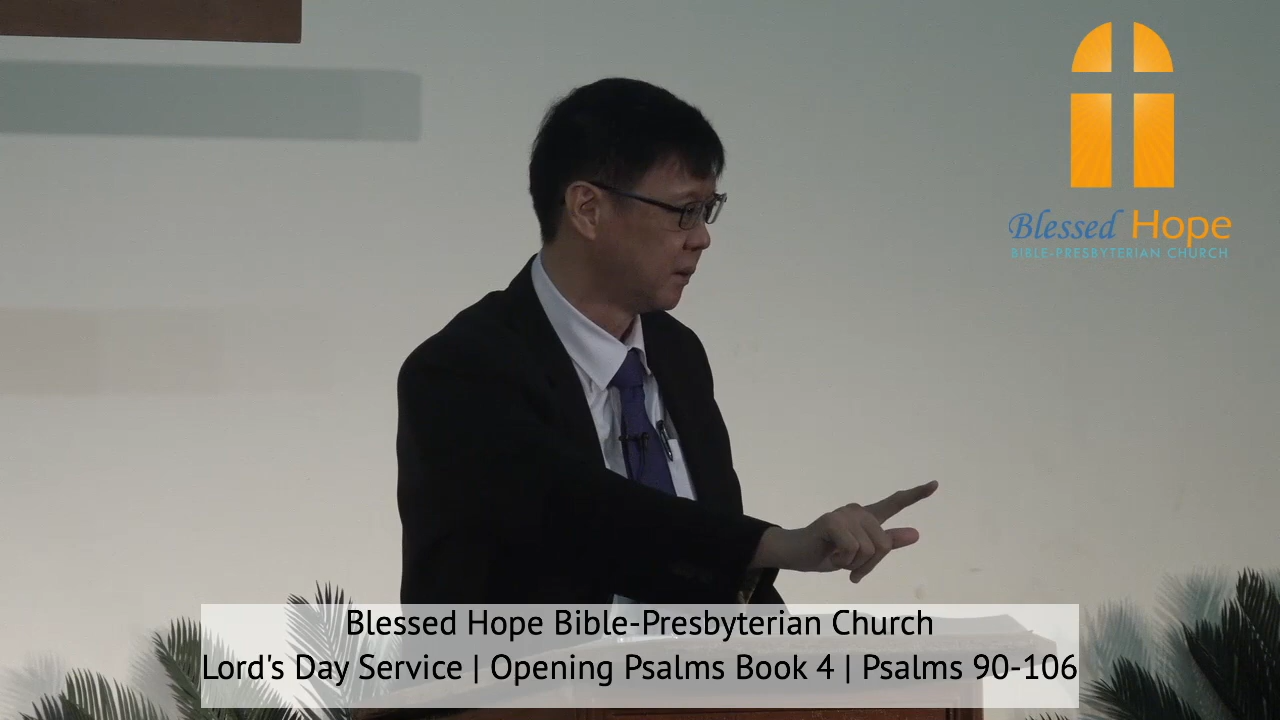 Blessed Hope
BIBLE-PRESBYTERIAN CHURCH
Blessed Hope Bible-Presbyterian Church
Lord's Day Service | Opening Psalms Book 4 | Psalms 90-106